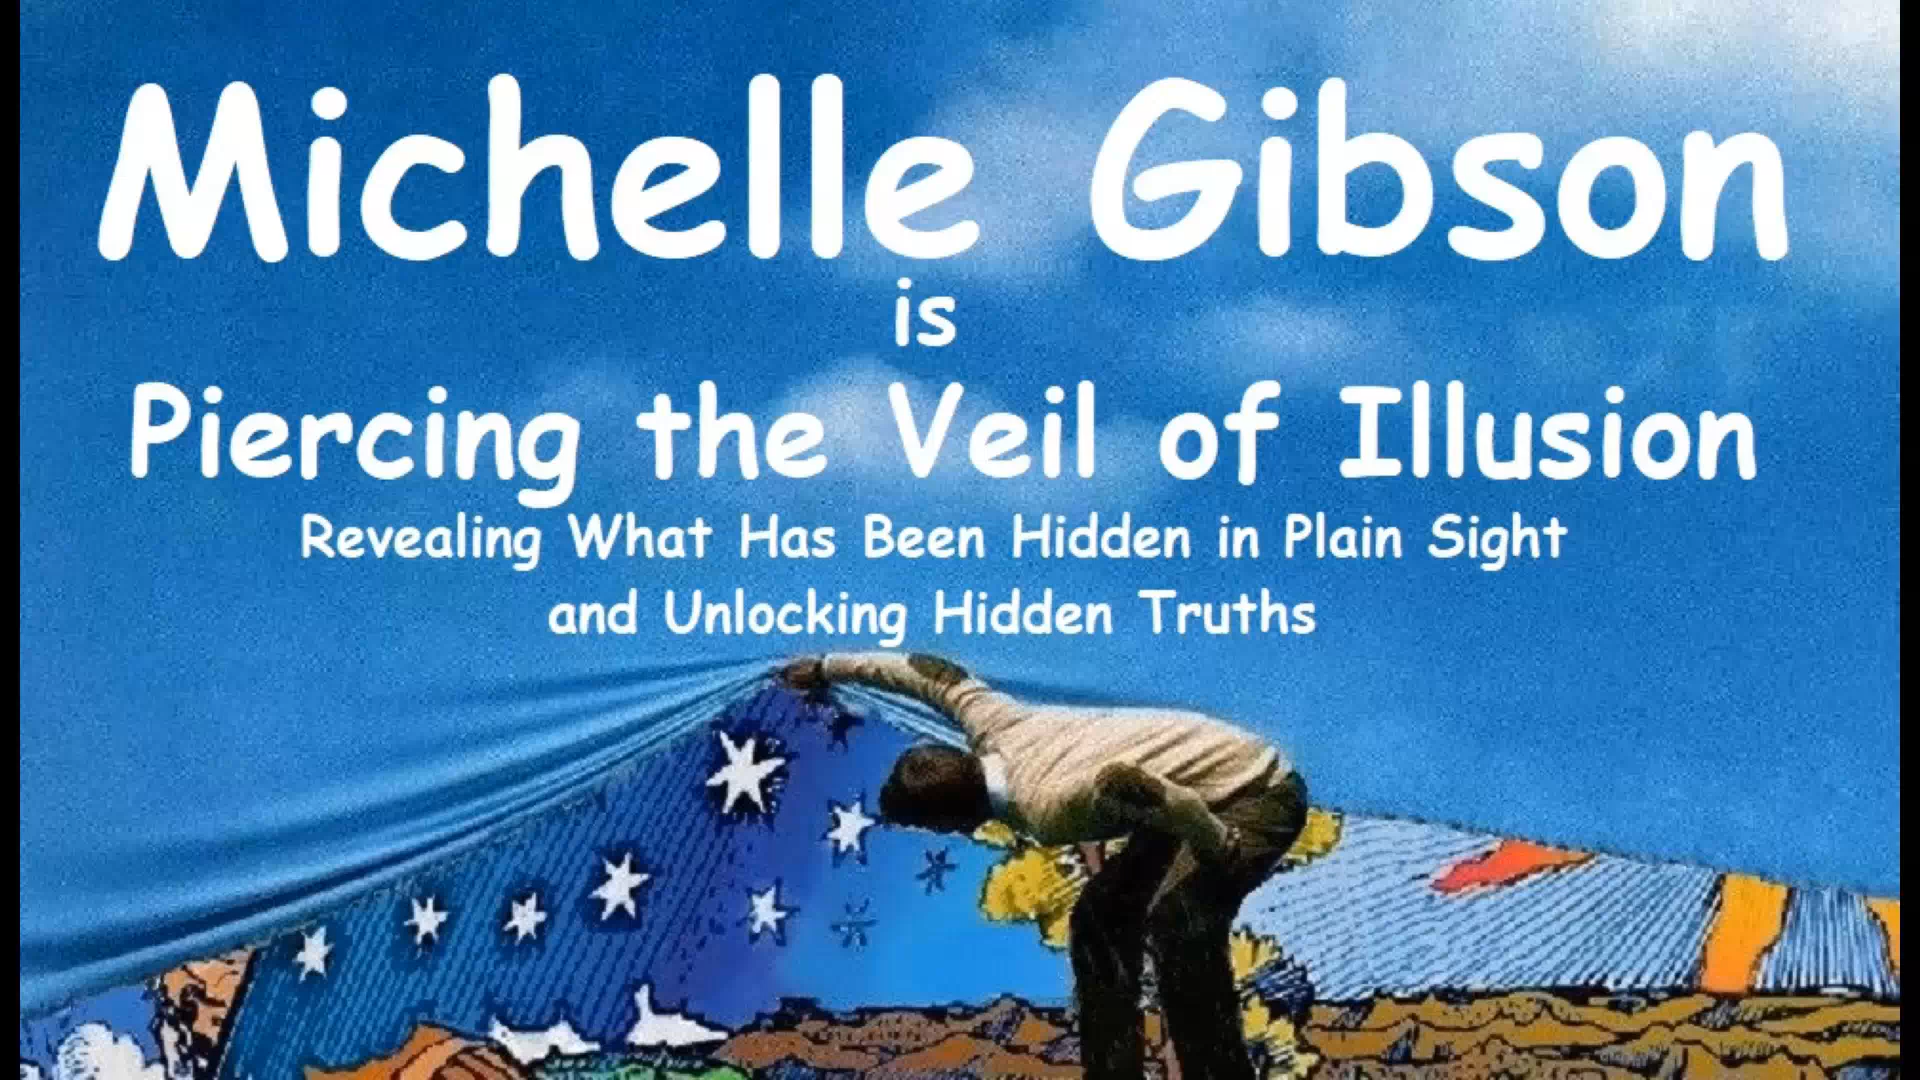 Michelle Gibson
is
Piercing the Veil of Illusion
Revealing What Has Been Hidden in Plain Sight
and Unlocking Hidden Truths